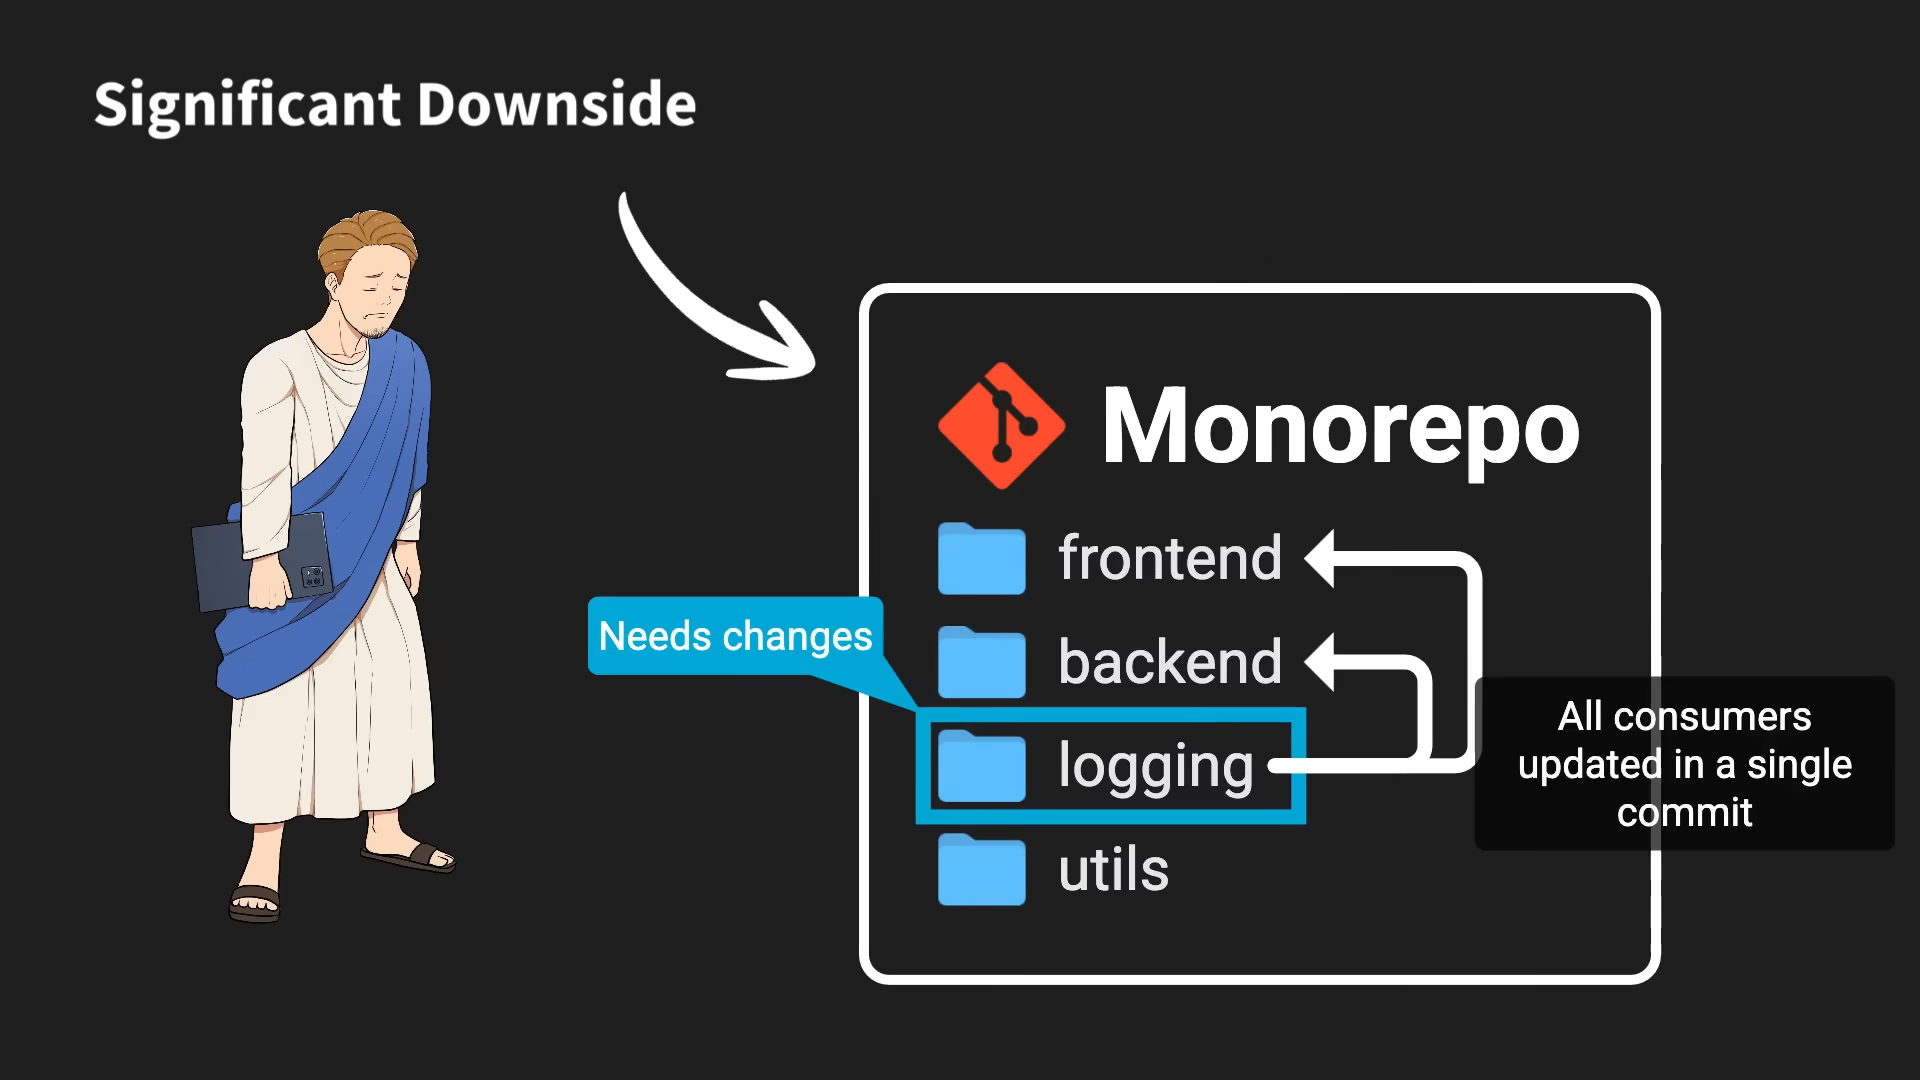 Significant Downside
Monorepo
frontend
Needs changes
backend
logging
All consumers
updated in a single
commit
utils